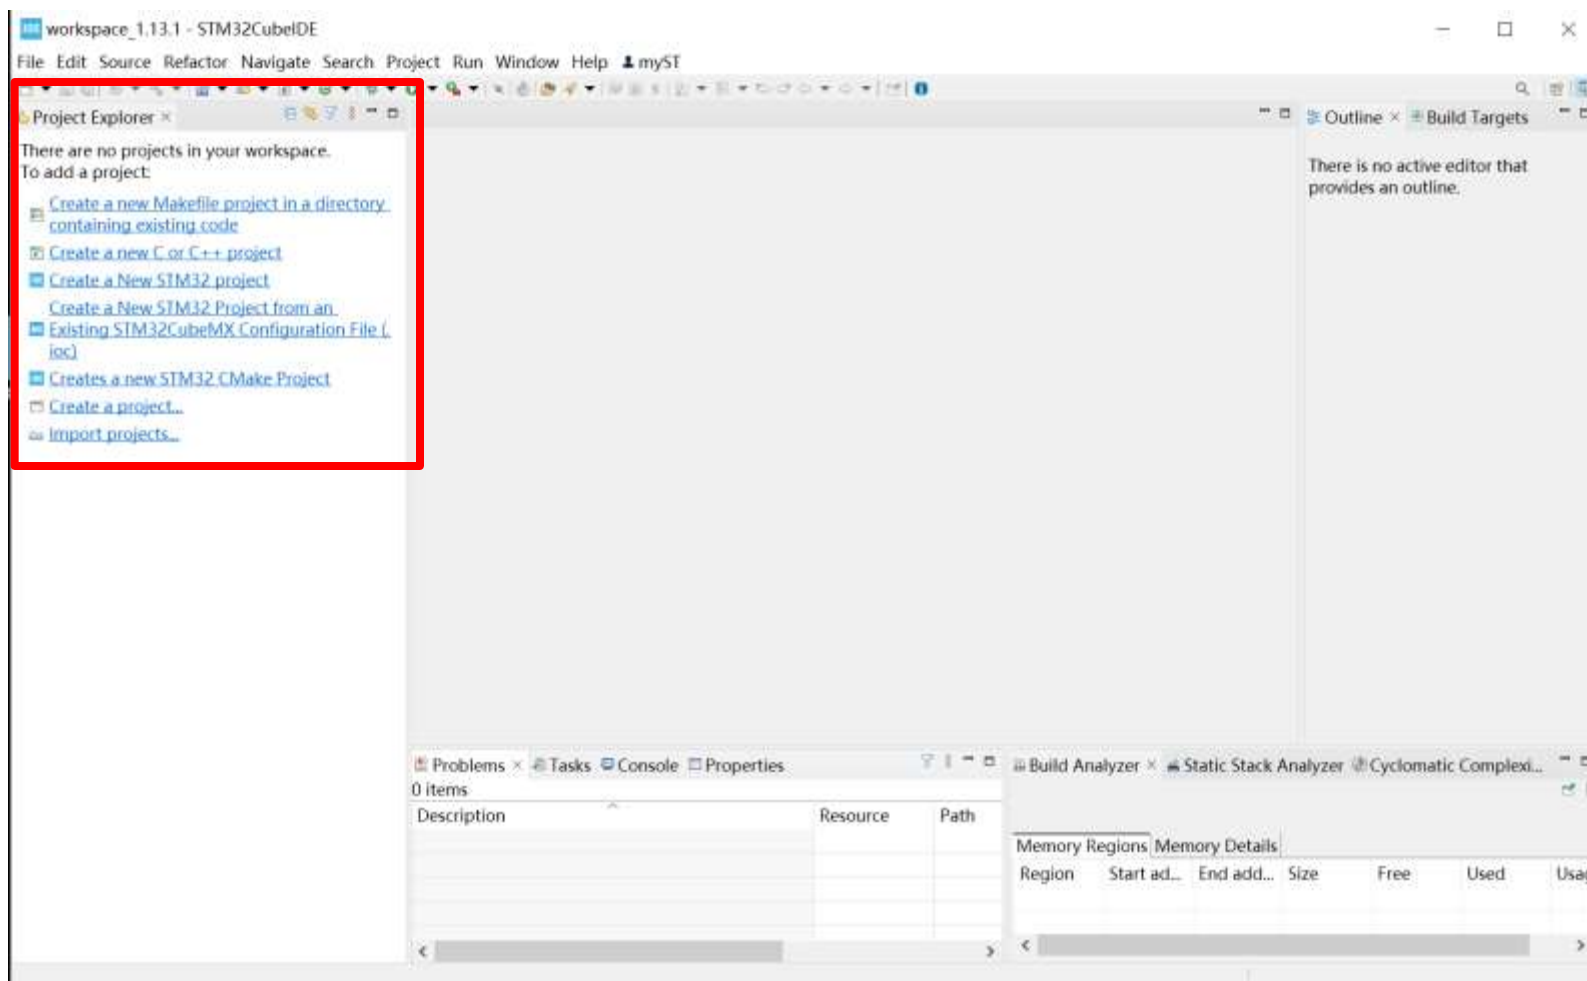 workspace_1.13.1 - STM32CubeIDE
File Edit Source Refactor Navigate Search Project Run Window Help myST
Project Explorer
There are no projects in your workspace.
To add a project:
Create a new Makefile project in a directory
containing existing code
Create a new C or C++ project
Create a New STM32 project
Create a New STM32 Project from an
Existing STM32CubeMX Configuration File (.
ioc)
Creates a new STM32 CMake Project
Create a project...
Import projects...
Outline Build Targets
There is no active editor that
provides an outline.
Problems Tasks Console Properties
0 items
Description Resource Path
Build Analyzer Static Stack Analyzer Cyclomatic Complexi...
Memory Regions Memory Details
Region Start ad... End add... Size Free Used Usag